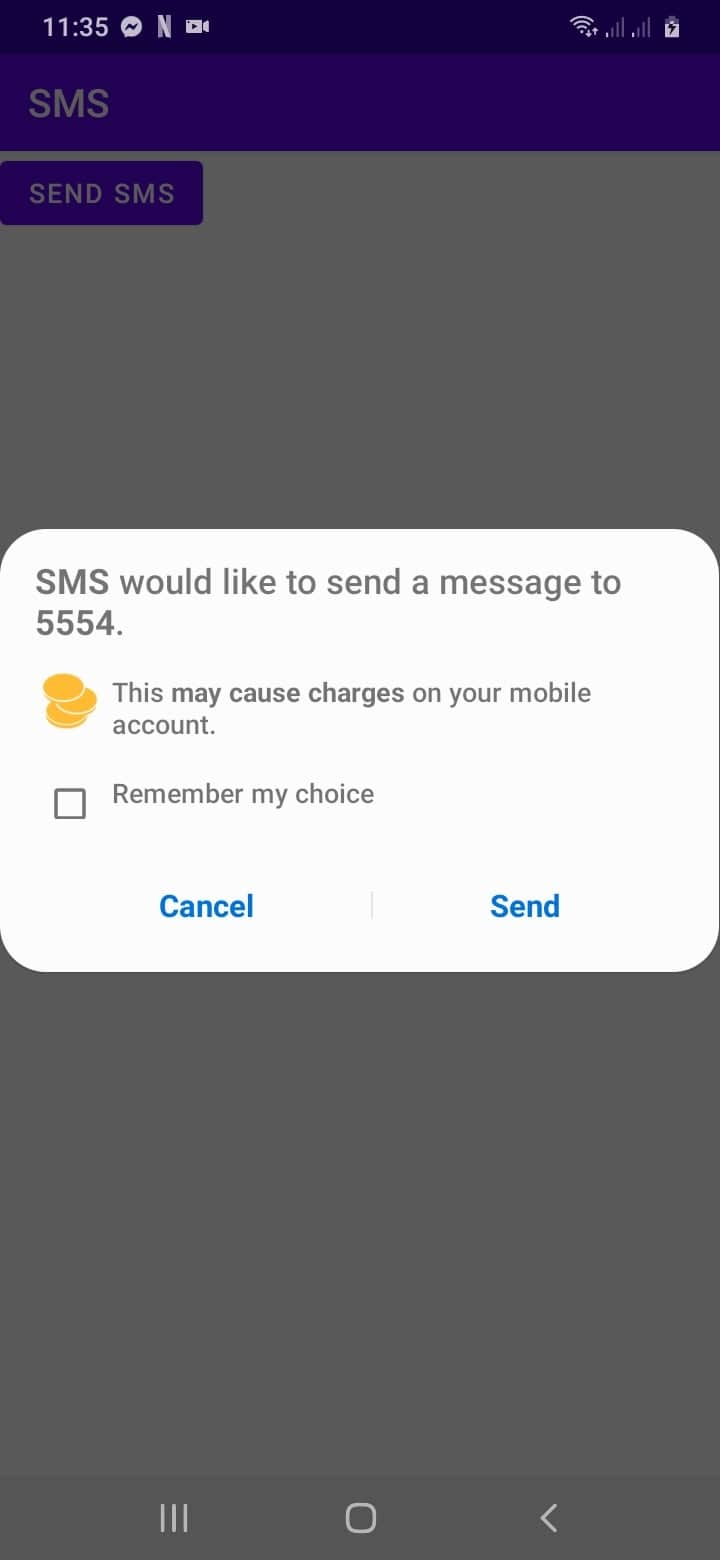 11:35
SMS
SEND SMS
SMS would like to send a message to
5554.
This may cause charges on your mobile
account.
Remember my choice
Cancel
Send